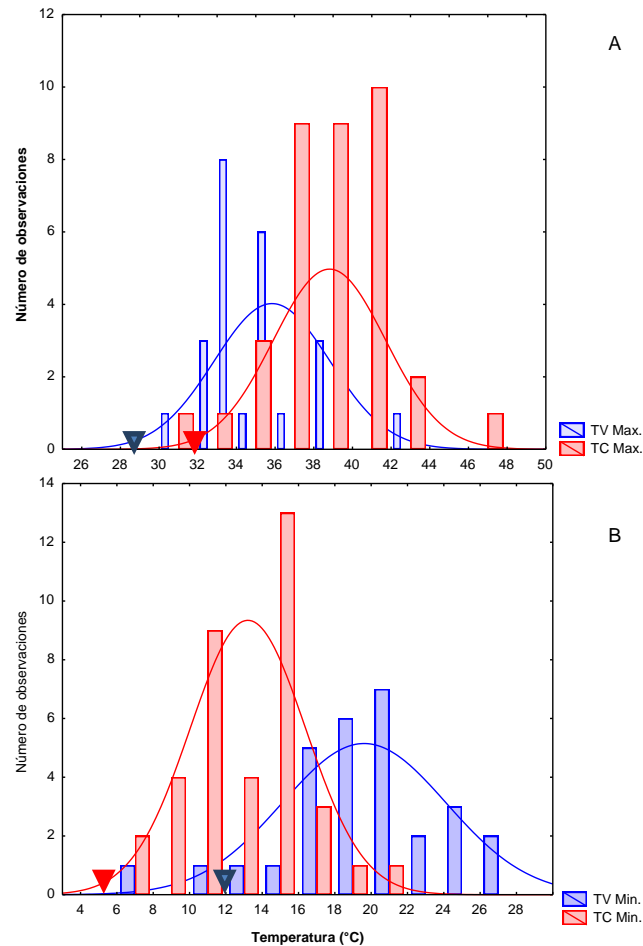 A
12
10
8
6
4
2
0
Número de observaciones
26 28 30 32 34 36 38 40 42 44 46 48 50
TV Max.
TC Max.
B
14
12
10
8
6
4
2
0
Número de observaciones
4 6 8 10 12 14 16 18 20 22 24 26 28
TV Min.
TC Min.
Temperatura (°C)